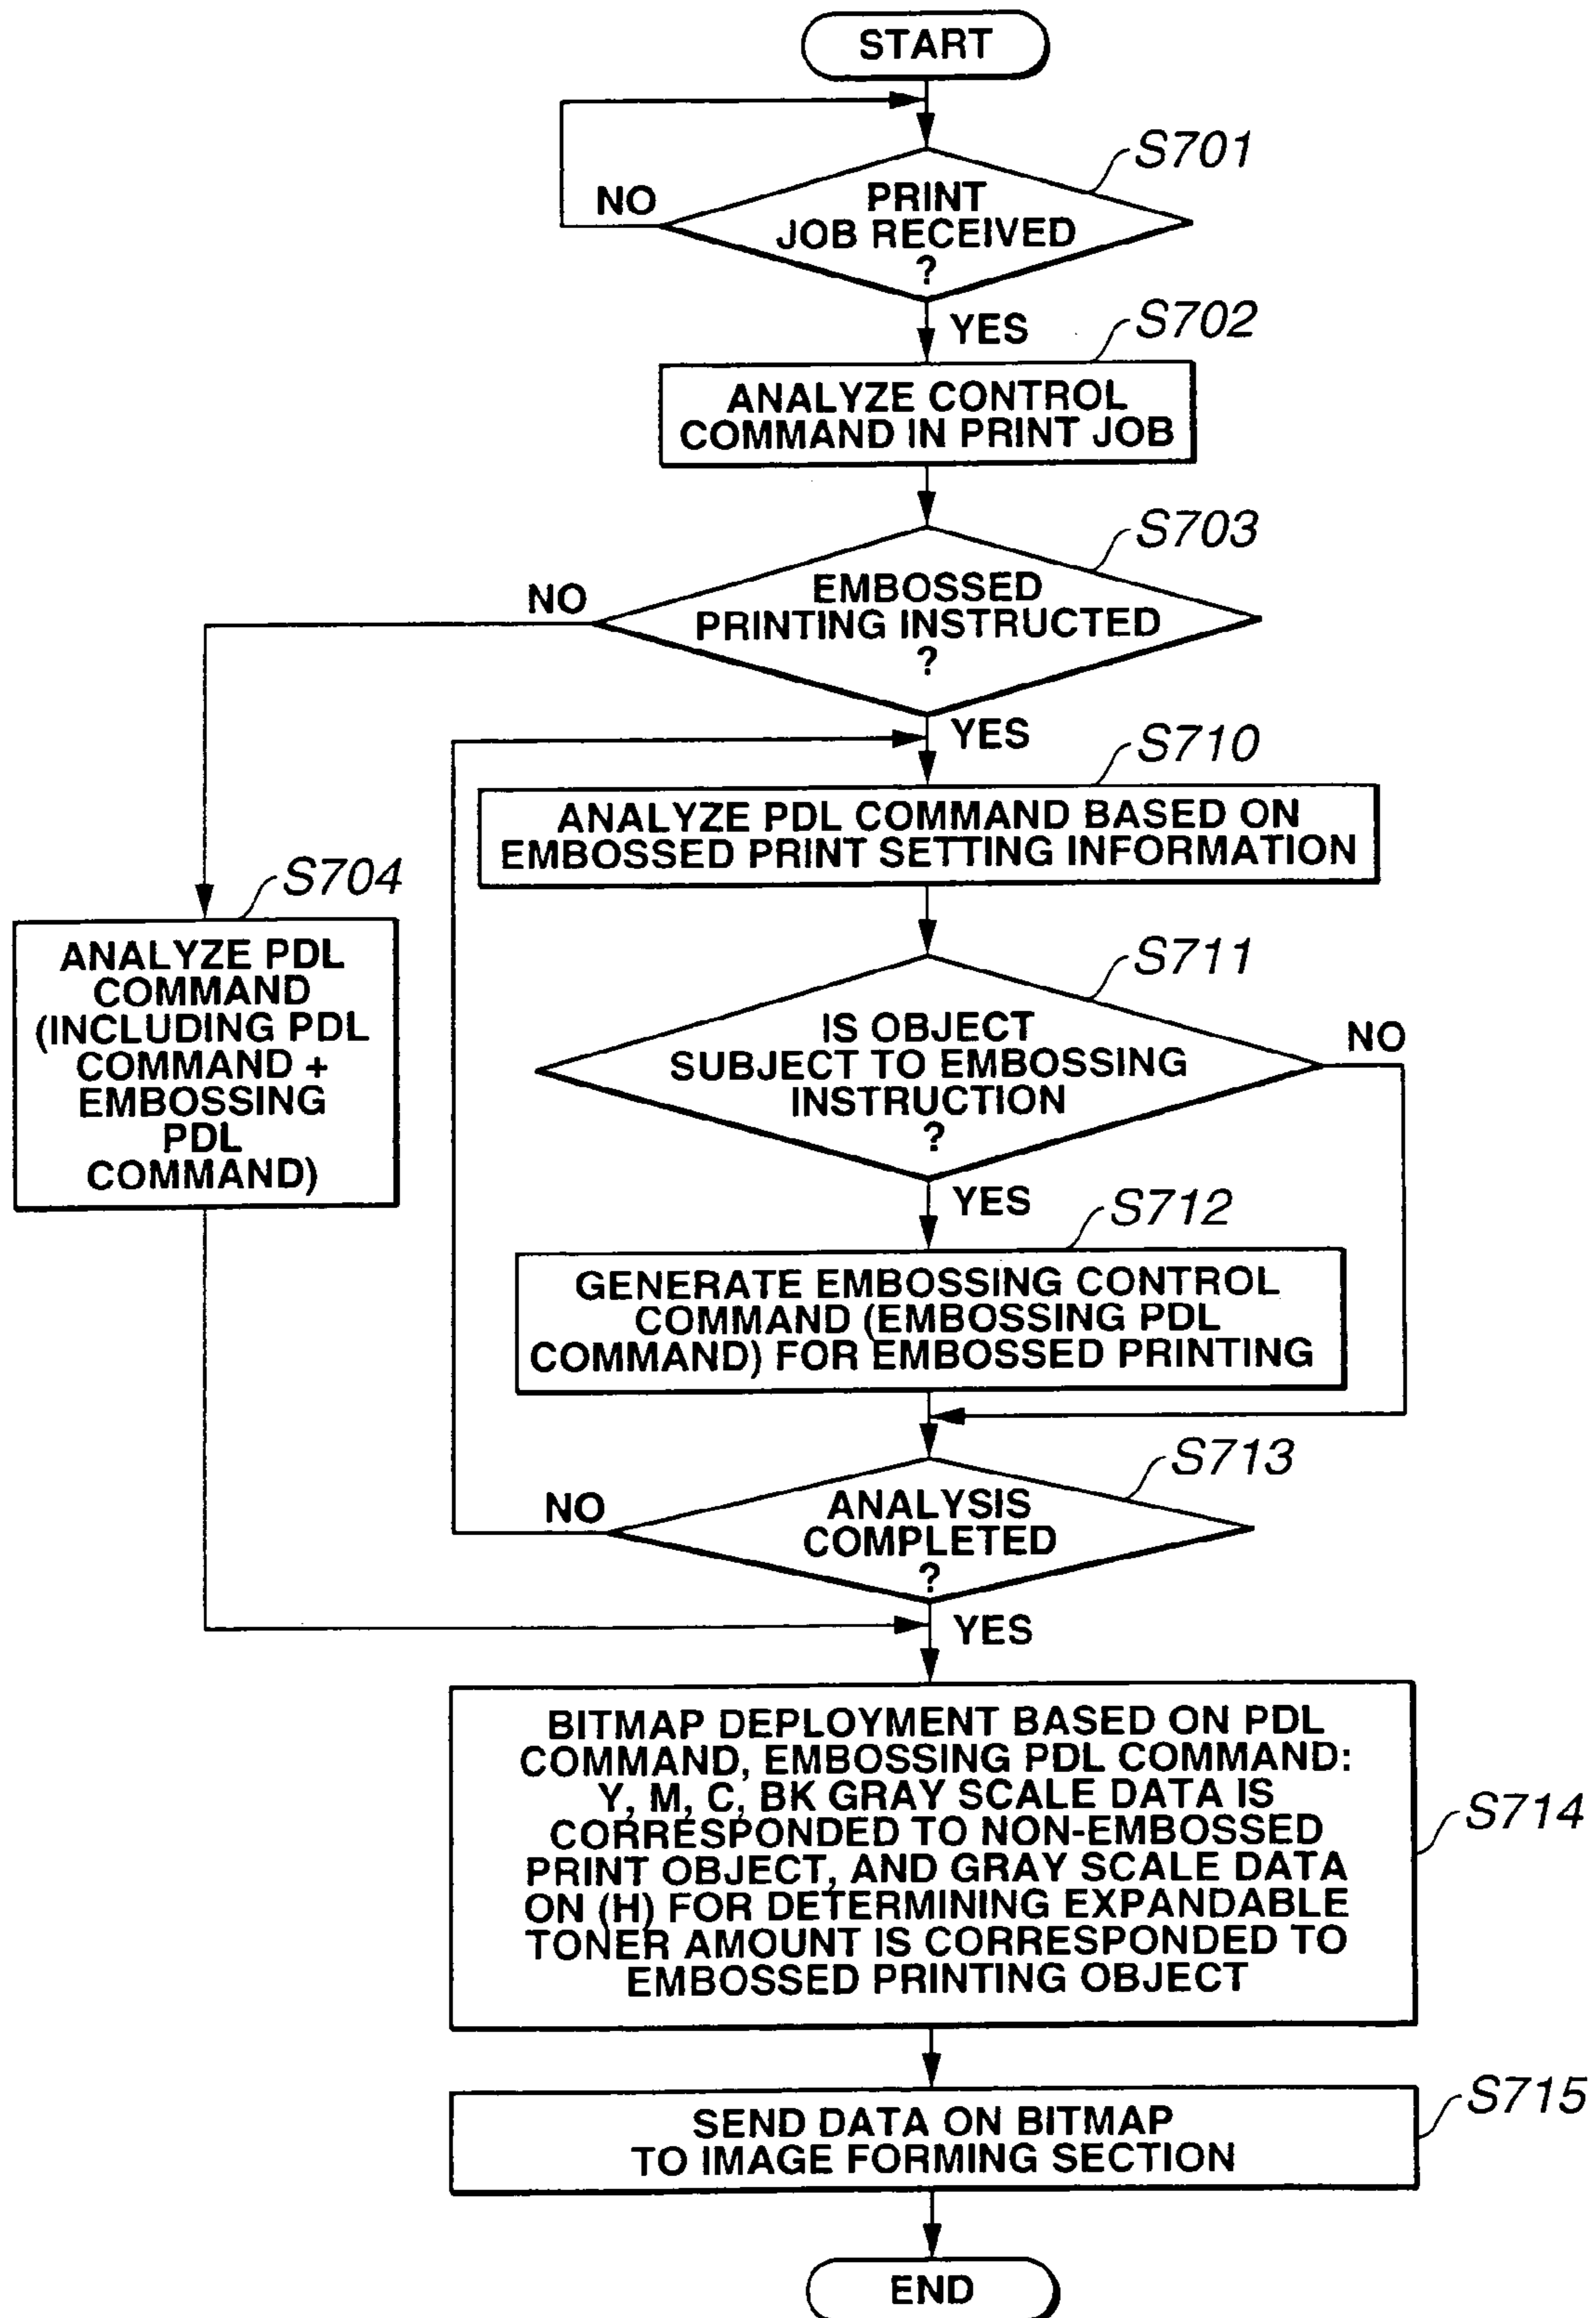 START
S701
NO
PRINT
JOB RECEIVED
?
YES
S702
ANALYZE CONTROL
COMMAND IN PRINT JOB
S703
NO
EMBOSSED
PRINTING INSTRUCTED
?
YES
S710
ANALYZE PDL COMMAND BASED ON
EMBOSSED PRINT SETTING INFORMATION
S704
ANALYZE PDL
COMMAND
(INCLUDING PDL
COMMAND +
EMBOSSING
PDL
COMMAND)
S711
IS OBJECT
SUBJECT TO EMBOSSING
INSTRUCTION
?
NO
YES
S712
GENERATE EMBOSSING CONTROL
COMMAND (EMBOSSING PDL
COMMAND) FOR EMBOSSED PRINTING
S713
NO
ANALYSIS
COMPLETED
?
YES
BITMAP DEPLOYMENT BASED ON PDL
COMMAND, EMBOSSING PDL COMMAND:
Y, M, C, BK GRAY SCALE DATA IS
CORRESPONDED TO NON-EMBOSSED
PRINT OBJECT, AND GRAY SCALE DATA
ON (H) FOR DETERMINING EXPANDABLE
TONER AMOUNT IS CORRESPONDED TO
EMBOSSED PRINTING OBJECT
S714
SEND DATA ON BITMAP
TO IMAGE FORMING SECTION
S715
END